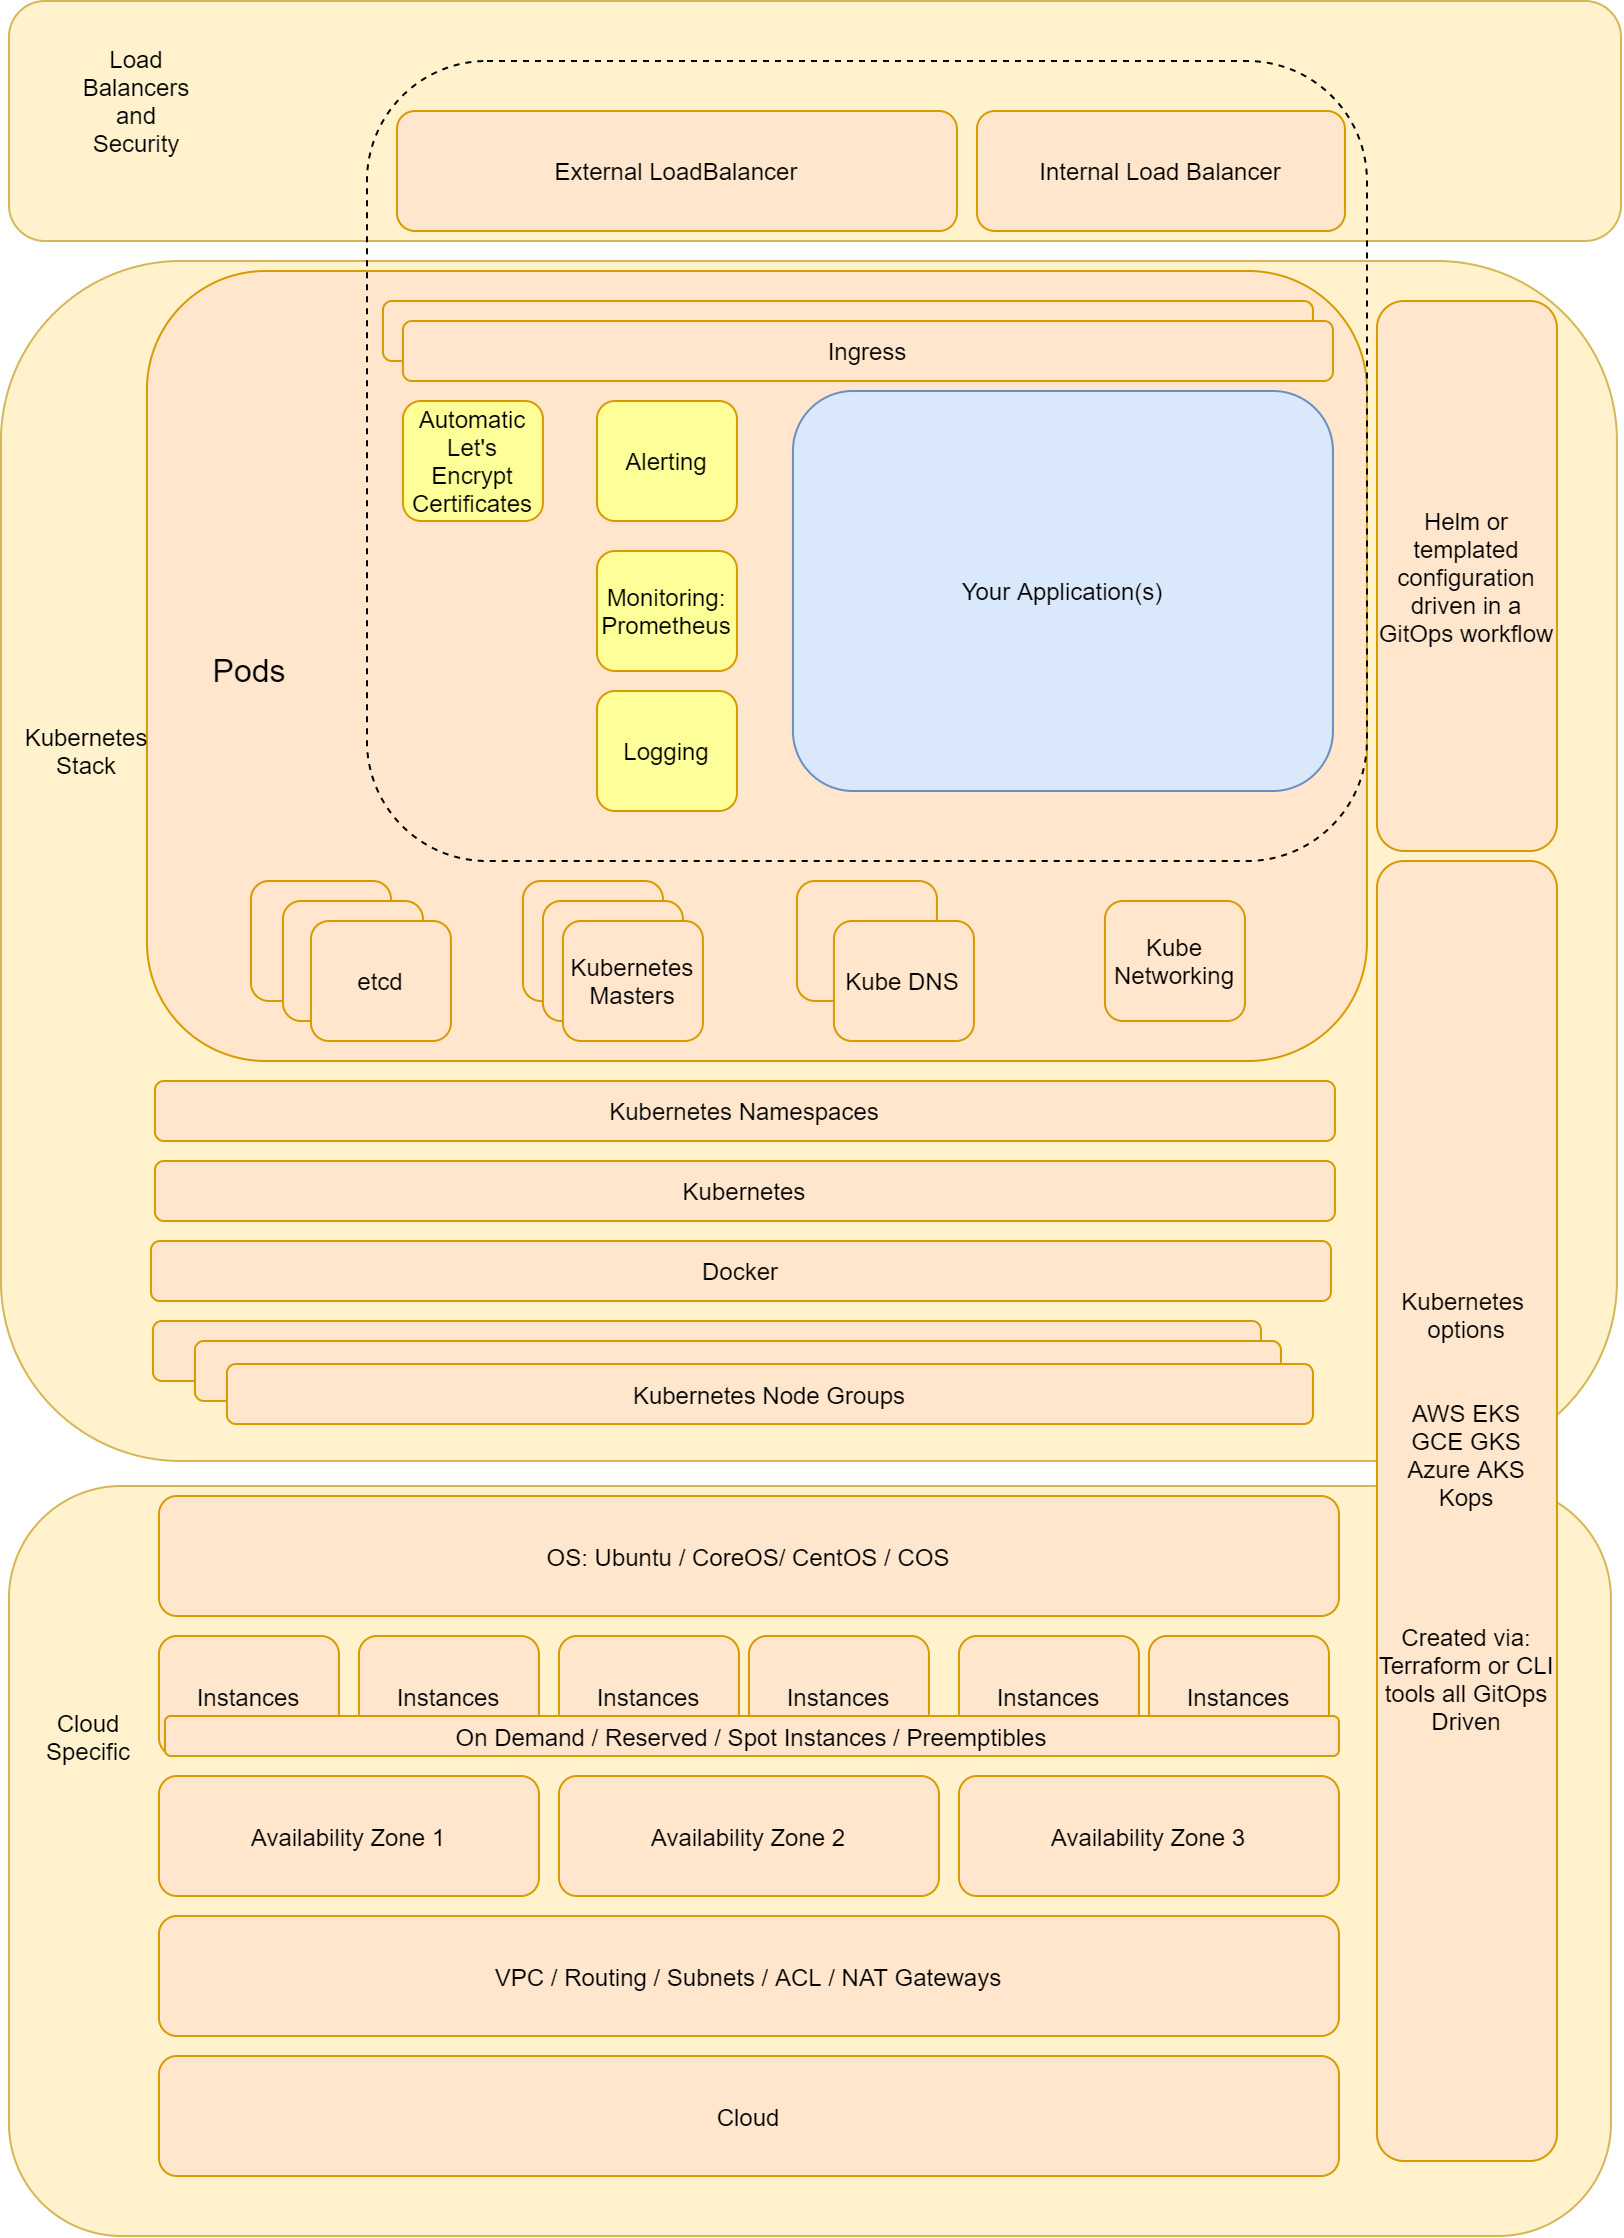 Load
Balancers
and
Security
External LoadBalancer
Internal Load Balancer
Ingress
Automatic
Let's
Encrypt
Certificates
Alerting
Monitoring:
Prometheus
Logging
Your Application(s)
Helm or
templated
configuration
driven in a
GitOps workflow
Pods
Kubernetes
Stack
etcd
Kubernetes
Masters
Kube DNS
Kube
Networking
Kubernetes Namespaces
Kubernetes
Docker
Kubernetes Node Groups
Kubernetes
options
AWS EKS
GCE GKS
Azure AKS
Kops
Created via:
Terraform or CLI
tools all GitOps
Driven
OS: Ubuntu / CoreOS/ CentOS / COS
Instances
Instances
Instances
Instances
Instances
Instances
On Demand / Reserved / Spot Instances / Preemptibles
Cloud
Specific
Availability Zone 1
Availability Zone 2
Availability Zone 3
VPC / Routing / Subnets / ACL / NAT Gateways
Cloud